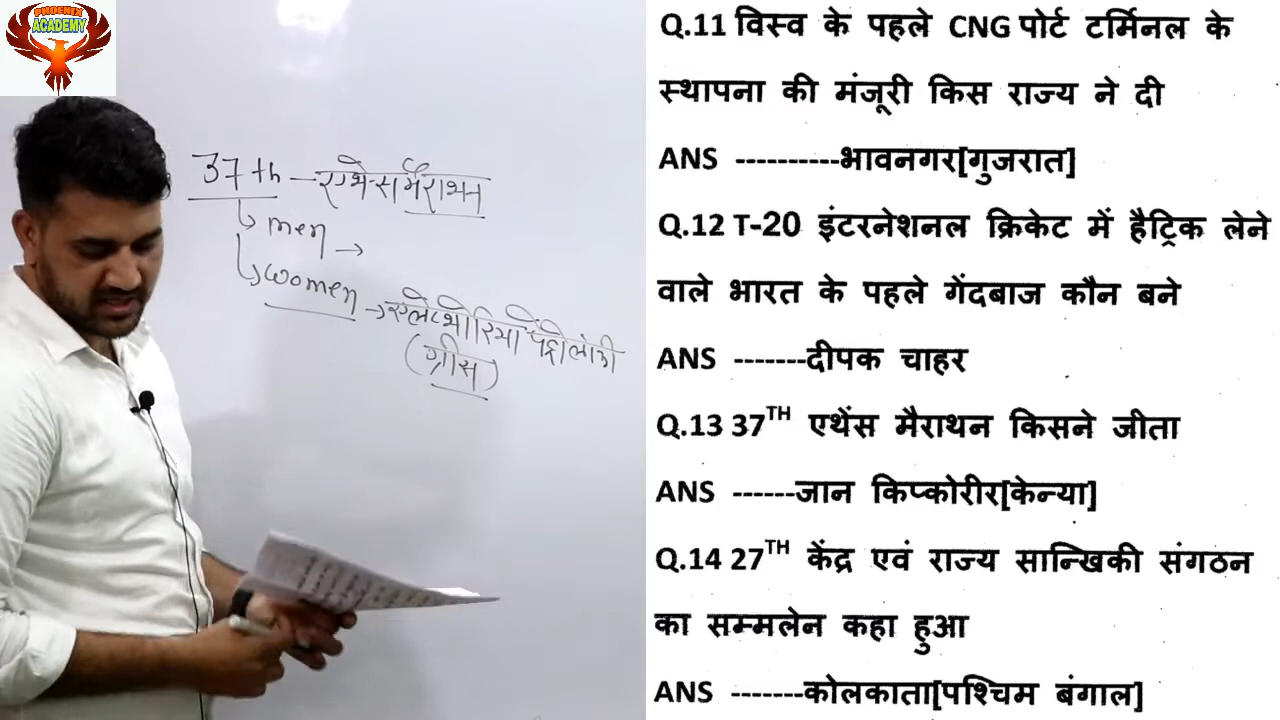 PHOENIX
ACADEMY
37th – एथेन्स मैराथन
men →
women → एलेफ्थोरिया पेट्रोलाकी
(ग्रीस)
Q.11 विस्व के पहले CNG पोर्ट टर्मिनल के
स्थापना की मंजूरी किस राज्य ने दी
ANS ----------भावनगर[गुजरात]
Q.12 T-20 इंटरनेशनल क्रिकेट में हैट्रिक लेने
वाले भारत के पहले गेंदबाज कौन बने
ANS -------दीपक चाहर
Q.13 37TH एथेंस मैराथन किसने जीता
ANS ------जान किप्कोरीर[केन्या]
Q.14 27TH केंद्र एवं राज्य सान्खिकी संगठन
का सम्मलेन कहा हुआ
ANS -------कोलकाता[पश्चिम बंगाल]